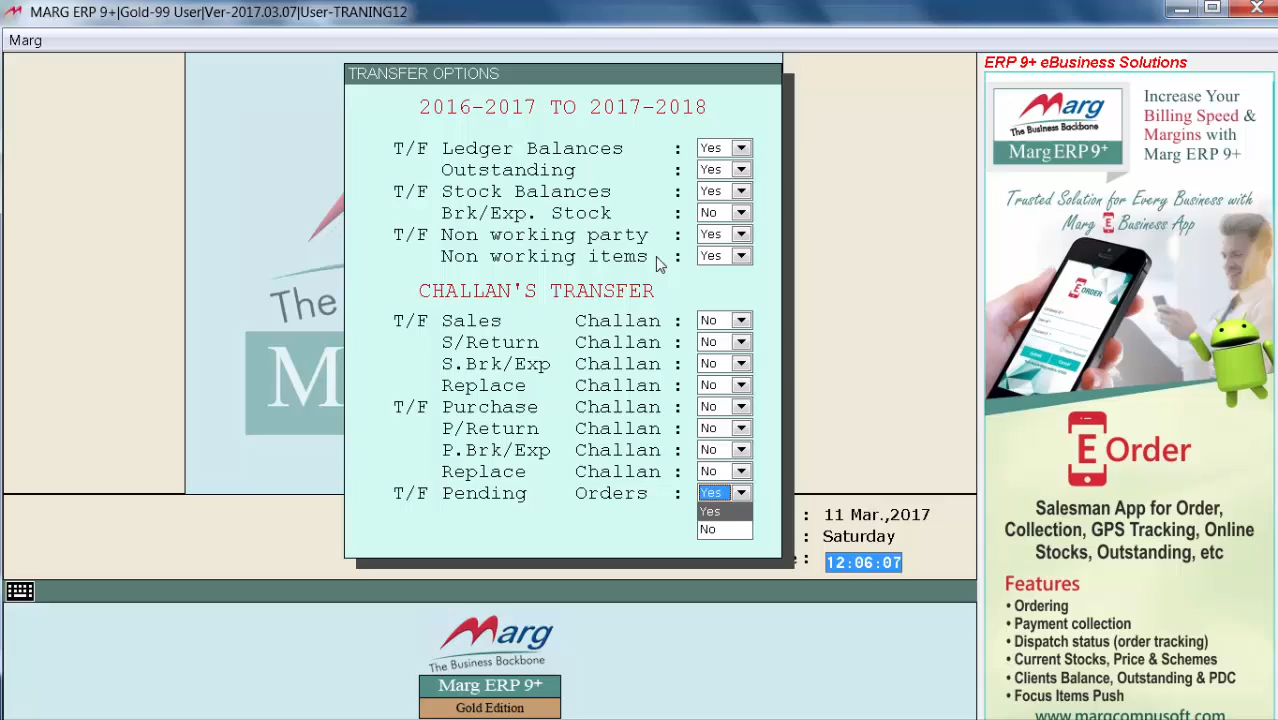 MARG ERP 9+|Gold-99 User|Ver-2017.03.07|User-TRANING12
Marg
TRANSFER OPTIONS
2016-2017 TO 2017-2018
T/F Ledger Balances : Yes
Outstanding : Yes
T/F Stock Balances : Yes
Brk/Exp. Stock : No
T/F Non working party : Yes
Non working items : Yes
CHALLAN'S TRANSFER
T/F Sales Challan : No
S/Return Challan : No
S.Brk/Exp Challan : No
Replace Challan : No
T/F Purchase Challan : No
P/Return Challan : No
P.Brk/Exp Challan : No
Replace Challan : No
T/F Pending Orders : Yes
Yes
No
The
M
: 11 Mar.,2017
Saturday
: 12:06:07
Marg
The Business Backbone
Marg ERP 9+
Gold Edition
ERP 9+ eBusiness Solutions
Marg
The Business Backbone
Marg ERP 9+
Increase Your
Billing Speed &
Margins with
Marg ERP 9+
Trusted Solution for Every Business with
Marg E Business App
E ORDER
E Order
Salesman App for Order,
Collection, GPS Tracking, Online
Stocks, Outstanding, etc
Features
• Ordering
• Payment collection
• Dispatch status (order tracking)
• Current Stocks, Price & Schemes
• Clients Balance, Outstanding & PDC
• Focus Items Push
www.margcompusoft.com